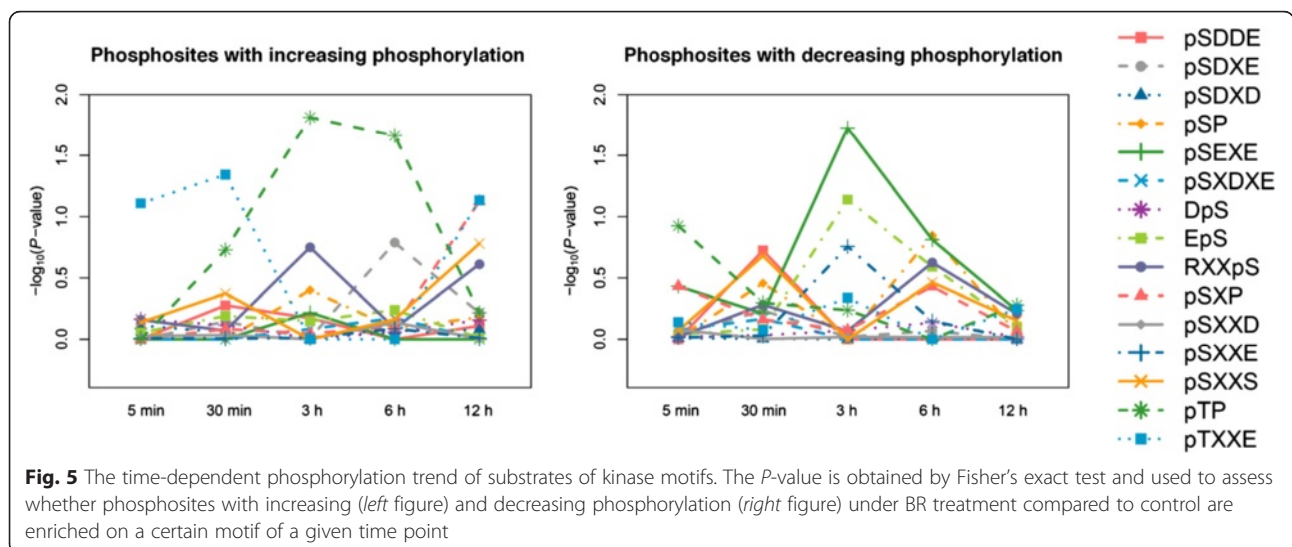 Phosphosites with increasing phosphorylation
−log10(P−value)
2.0
1.5
1.0
0.5
0.0
5 min 30 min 3 h 6 h 12 h
Phosphosites with decreasing phosphorylation
−log10(P−value)
2.0
1.5
1.0
0.5
0.0
5 min 30 min 3 h 6 h 12 h
pSDDE
pSDXE
pSDXD
pSP
pSEXE
pSXDXE
DpS
EpS
RXXpS
pSXP
pSXXD
pSXXE
pSXXS
pTP
pTXXE
Fig. 5 The time-dependent phosphorylation trend of substrates of kinase motifs. The P-value is obtained by Fisher's exact test and used to assess
whether phosphosites with increasing (left figure) and decreasing phosphorylation (right figure) under BR treatment compared to control are
enriched on a certain motif of a given time point